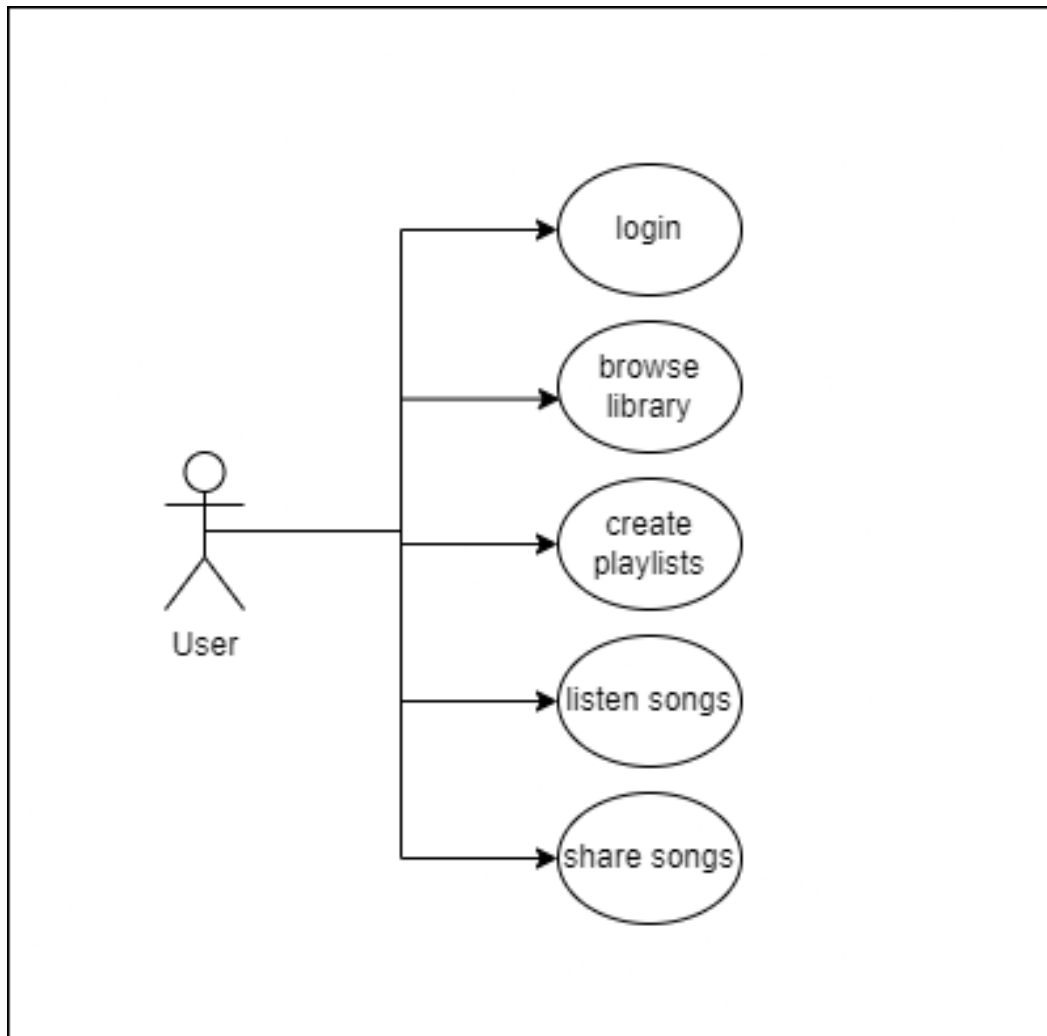 login
browse
library
create
playlists
User
listen songs
share songs